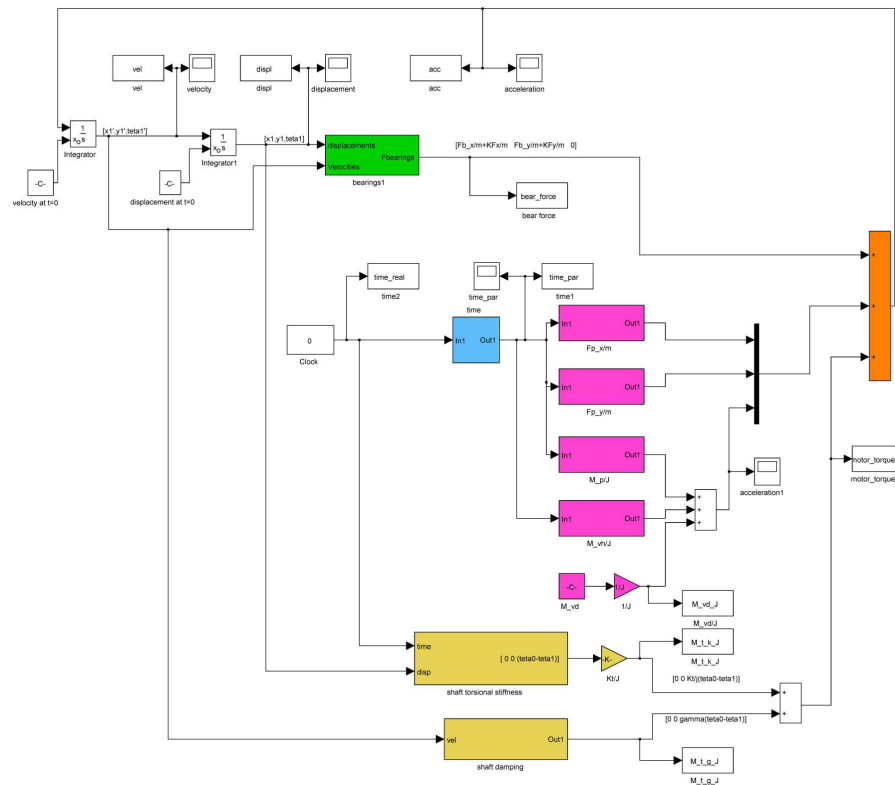 vel
vel
velocity
displ
displ
displacement
acc
acc
acceleration
1
s
xo
Integrator
[x1',y1',teta1']
1
s
xo
Integrator1
[x1,y1,teta1]
displacements
Velocities
Fbearings
bearings1
[Fb_x/m+KFx/m Fb_y/m+KFy/m 0]
-C-
velocity at t=0
-C-
displacement at t=0
bear_force
bear force
time_real
time2
time_par
time_par
time1
time
0
Clock
In1
Out1
In1
Out1
Fp_x/m
In1
Out1
Fp_y/m
In1
Out1
M_p/J
In1
Out1
M_vh/J
+
+
+
+
+
+
acceleration1
motor_torque
motor_torque
-C-
M_vd
1/J
1/J
M_vd_J
M_vd/J
time
disp
[ 0 0 (teta0-teta1)]
shaft torsional stiffness
-K-
Kt/J
M_t_k_J
M_t_k_J
[0 0 Kt/j(teta0-teta1)]
+
+
vel
Out1
shaft damping
[0 0 gamma(teta0-teta1)]
M_t_g_J
M_t_g_J